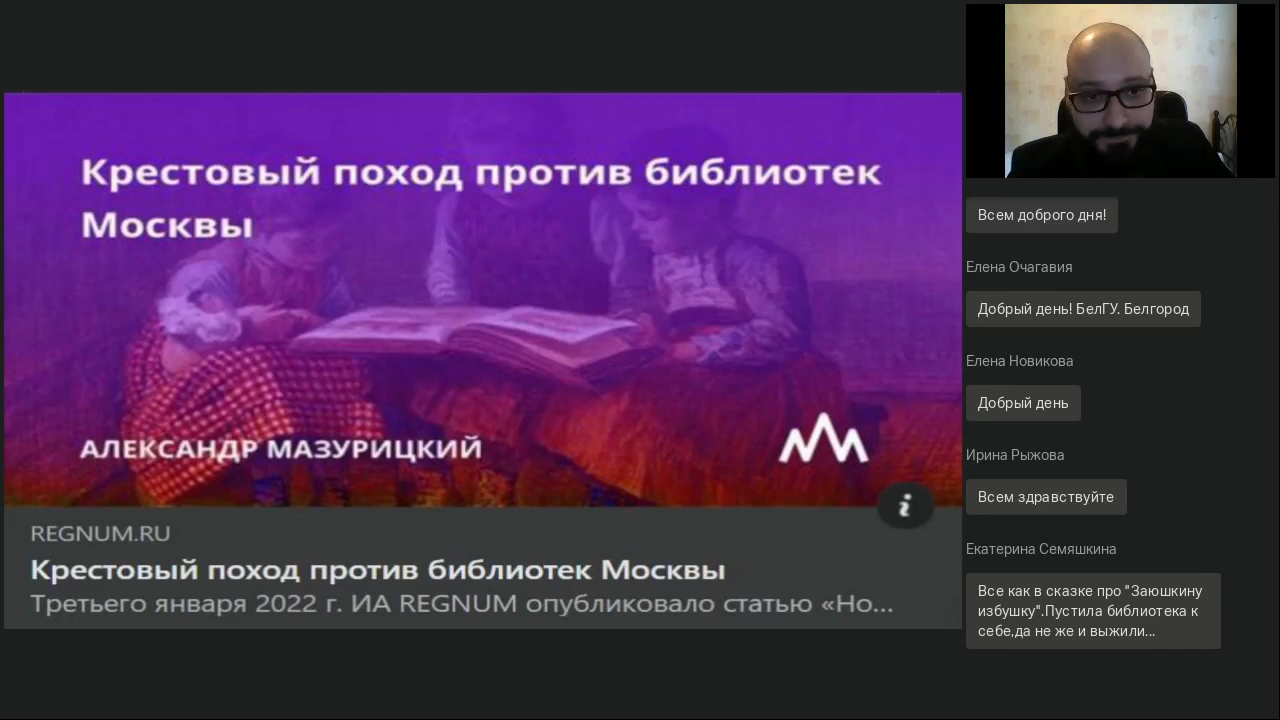 Крестовый поход против библиотек
Москвы
АЛЕКСАНДР МАЗУРИЦКИЙ
i
REGNUM.RU
Крестовый поход против библиотек Москвы
Третьего января 2022 г. ИА REGNUM опубликовало статью «Но...
Всем доброго дня!
Елена Очагавия
Добрый день! БелГУ. Белгород
Елена Новикова
Добрый день
Ирина Рыжова
Всем здравствуйте
Екатерина Семяшкина
Все как в сказке про "Заюшкину
избушку".Пустила библиотека к
себе,да не же и выжили...